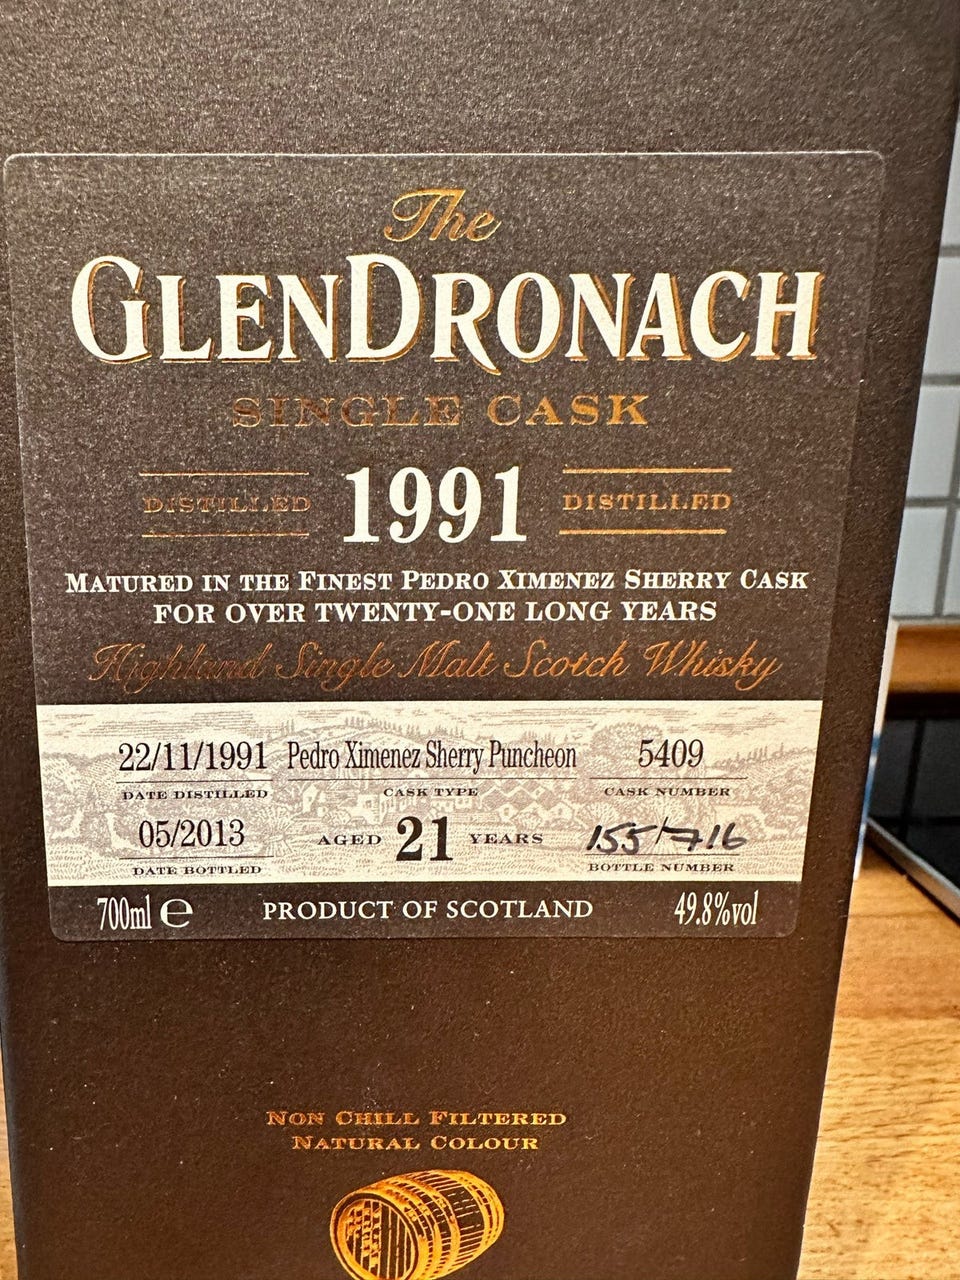 The
GLENDRONACH
SINGLE CASK
DISTILLED 1991 DISTILLED
MATURED IN THE FINEST PEDRO XIMENEZ SHERRY CASK
FOR OVER TWENTY-ONE LONG YEARS
Highland Single Malt Scotch Whisky
22/11/1991 Pedro Ximenez Sherry Puncheon 5409
DATE DISTILLED CASK TYPE CASK NUMBER
05/2013 AGED 21 YEARS 155/716
DATE BOTTLED BOTTLE NUMBER
700ml e PRODUCT OF SCOTLAND 49.8%vol
NON CHILL FILTERED
NATURAL COLOUR